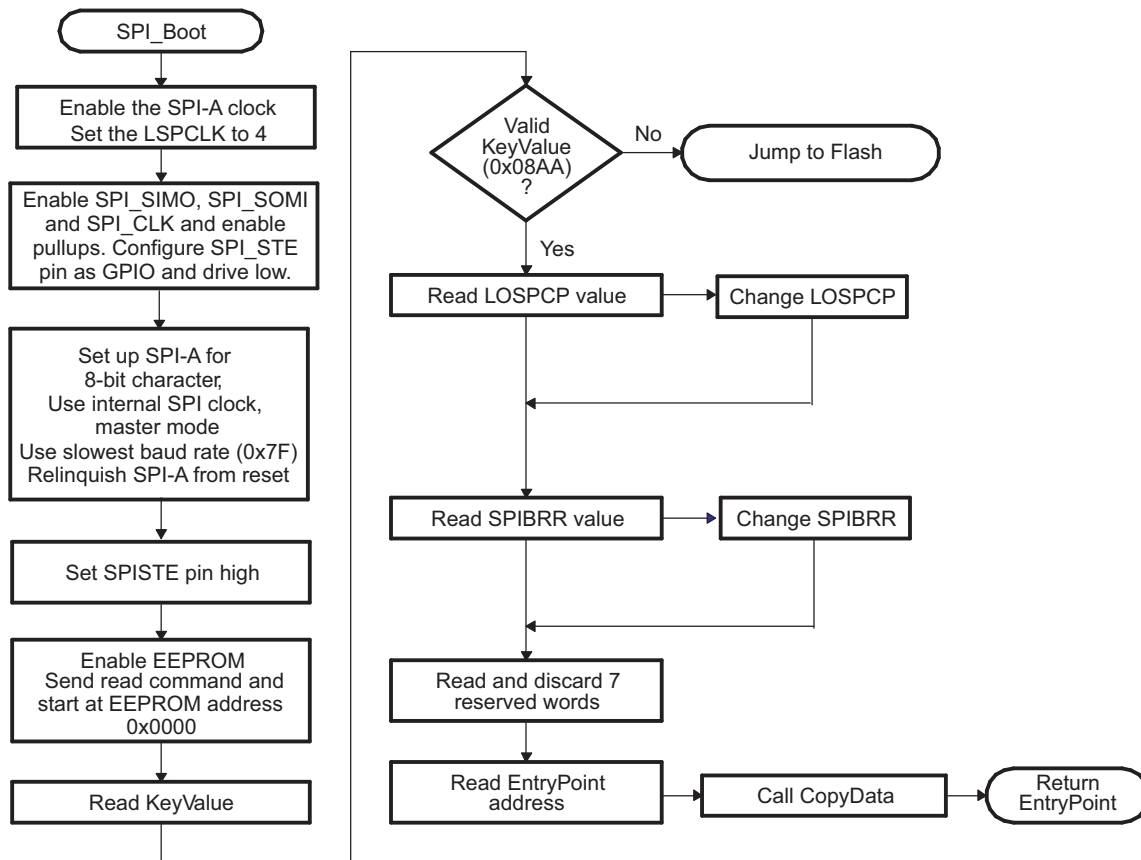 SPI_Boot
Enable the SPI-A clock
Set the LSPCLK to 4
Enable SPI_SIMO, SPI_SOMI
and SPI_CLK and enable
pullups. Configure SPI_STE
pin as GPIO and drive low.
Set up SPI-A for
8-bit character,
Use internal SPI clock,
master mode
Use slowest baud rate (0x7F)
Relinquish SPI-A from reset
Set SPISTE pin high
Enable EEPROM
Send read command and
start at EEPROM address
0x0000
Read KeyValue
Valid
KeyValue
(0x08AA)
?
No
Jump to Flash
Yes
Read LOSPCP value
Change LOSPCP
Read SPIBRR value
Change SPIBRR
Read and discard 7
reserved words
Read EntryPoint
address
Call CopyData
Return
EntryPoint